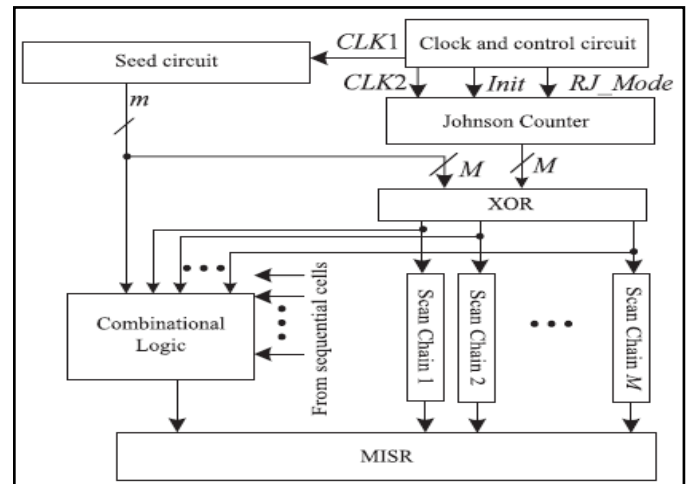 Clock and control circuit
CLK1
Seed circuit
CLK2
Init
RJ_Mode
m
Johnson Counter
M
M
XOR
From sequential cells
Combinational
Logic
Scan Chain 1
Scan Chain 2
Scan Chain M
MISR